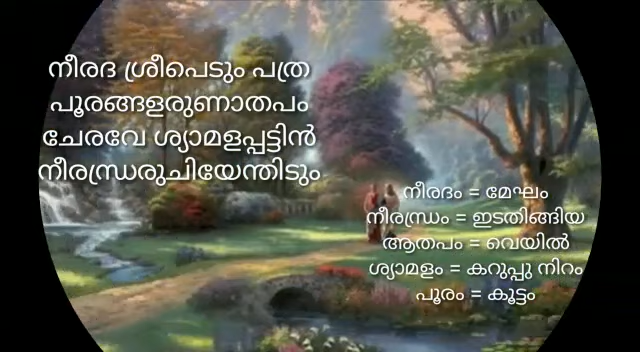 നീരദ ശ്രീപെടും പത്ര
പൂരങ്ങളരുണാതപം
ചേരവേ ശ്യാമളപ്പട്ടിൻ
നീരന്ധ്രരുചിയേന്തിടും
നീരദം = മേഘം
നീരന്ധ്രം = ഇടതിങ്ങിയ
ആതപം = വെയിൽ
ശ്യാമളം = കറുപ്പു നിറം
പൂരം = കൂട്ടം